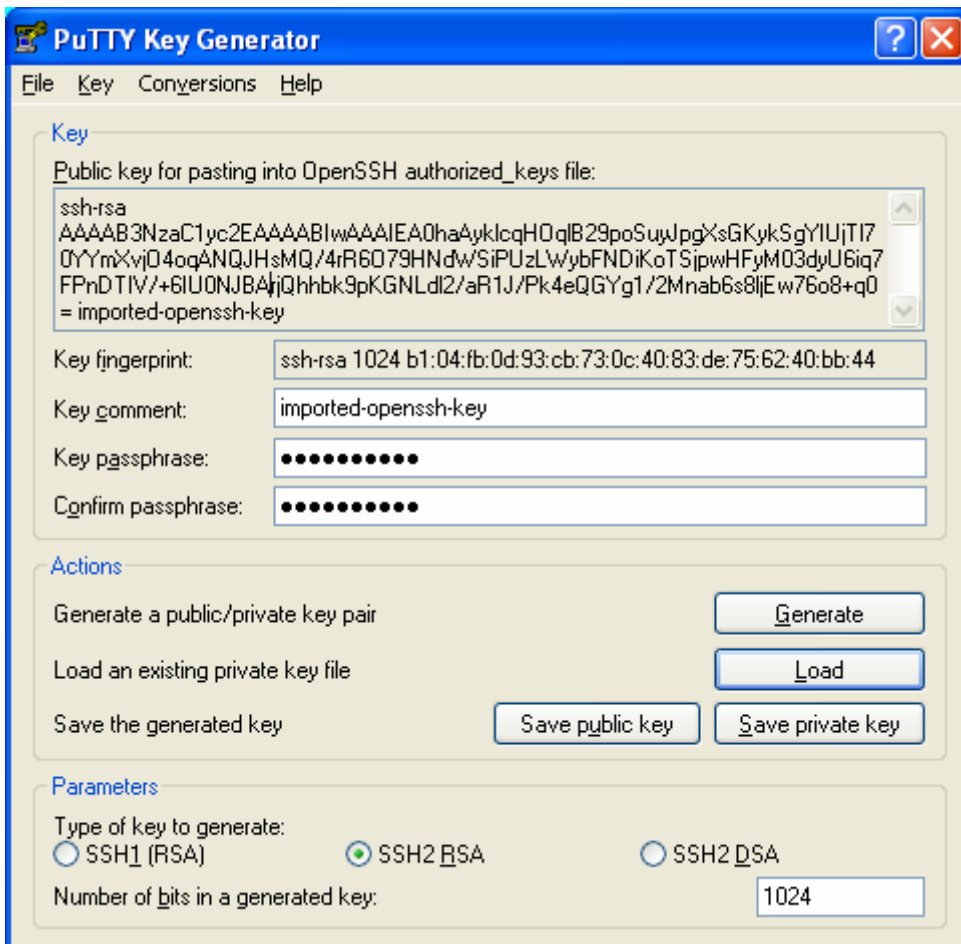 PuTTY Key Generator
File Key Conversions Help
Key
Public key for pasting into OpenSSH authorized_keys file:
ssh-rsa
AAAAB3NzaC1yc2EAAAABIwAAAIEA0haAyklcqHOqlB29poSuyJpgXsGKykSgYlUjTl7
0YYmXvjO4oqANQJHsMQ/4rR6O79HNdWSiPUzLWybFNDiKoTSjpwHFyM03dyU6iq7
FPnDTlV/+6IU0NJBArjQhhbk9pKGNLdl2/aR1J/Pk4eQGYg1/2Mnab6s8ljEw76o8+q0
= imported-openssh-key
Key fingerprint: ssh-rsa 1024 b1:04:fb:0d:93:cb:73:0c:40:83:de:75:62:40:bb:44
Key comment: imported-openssh-key
Key passphrase: ●●●●●●●●●●
Confirm passphrase: ●●●●●●●●●●
Actions
Generate a public/private key pair Generate
Load an existing private key file Load
Save the generated key Save public key Save private key
Parameters
Type of key to generate:
SSH1 (RSA) SSH2 RSA SSH2 DSA
Number of bits in a generated key: 1024